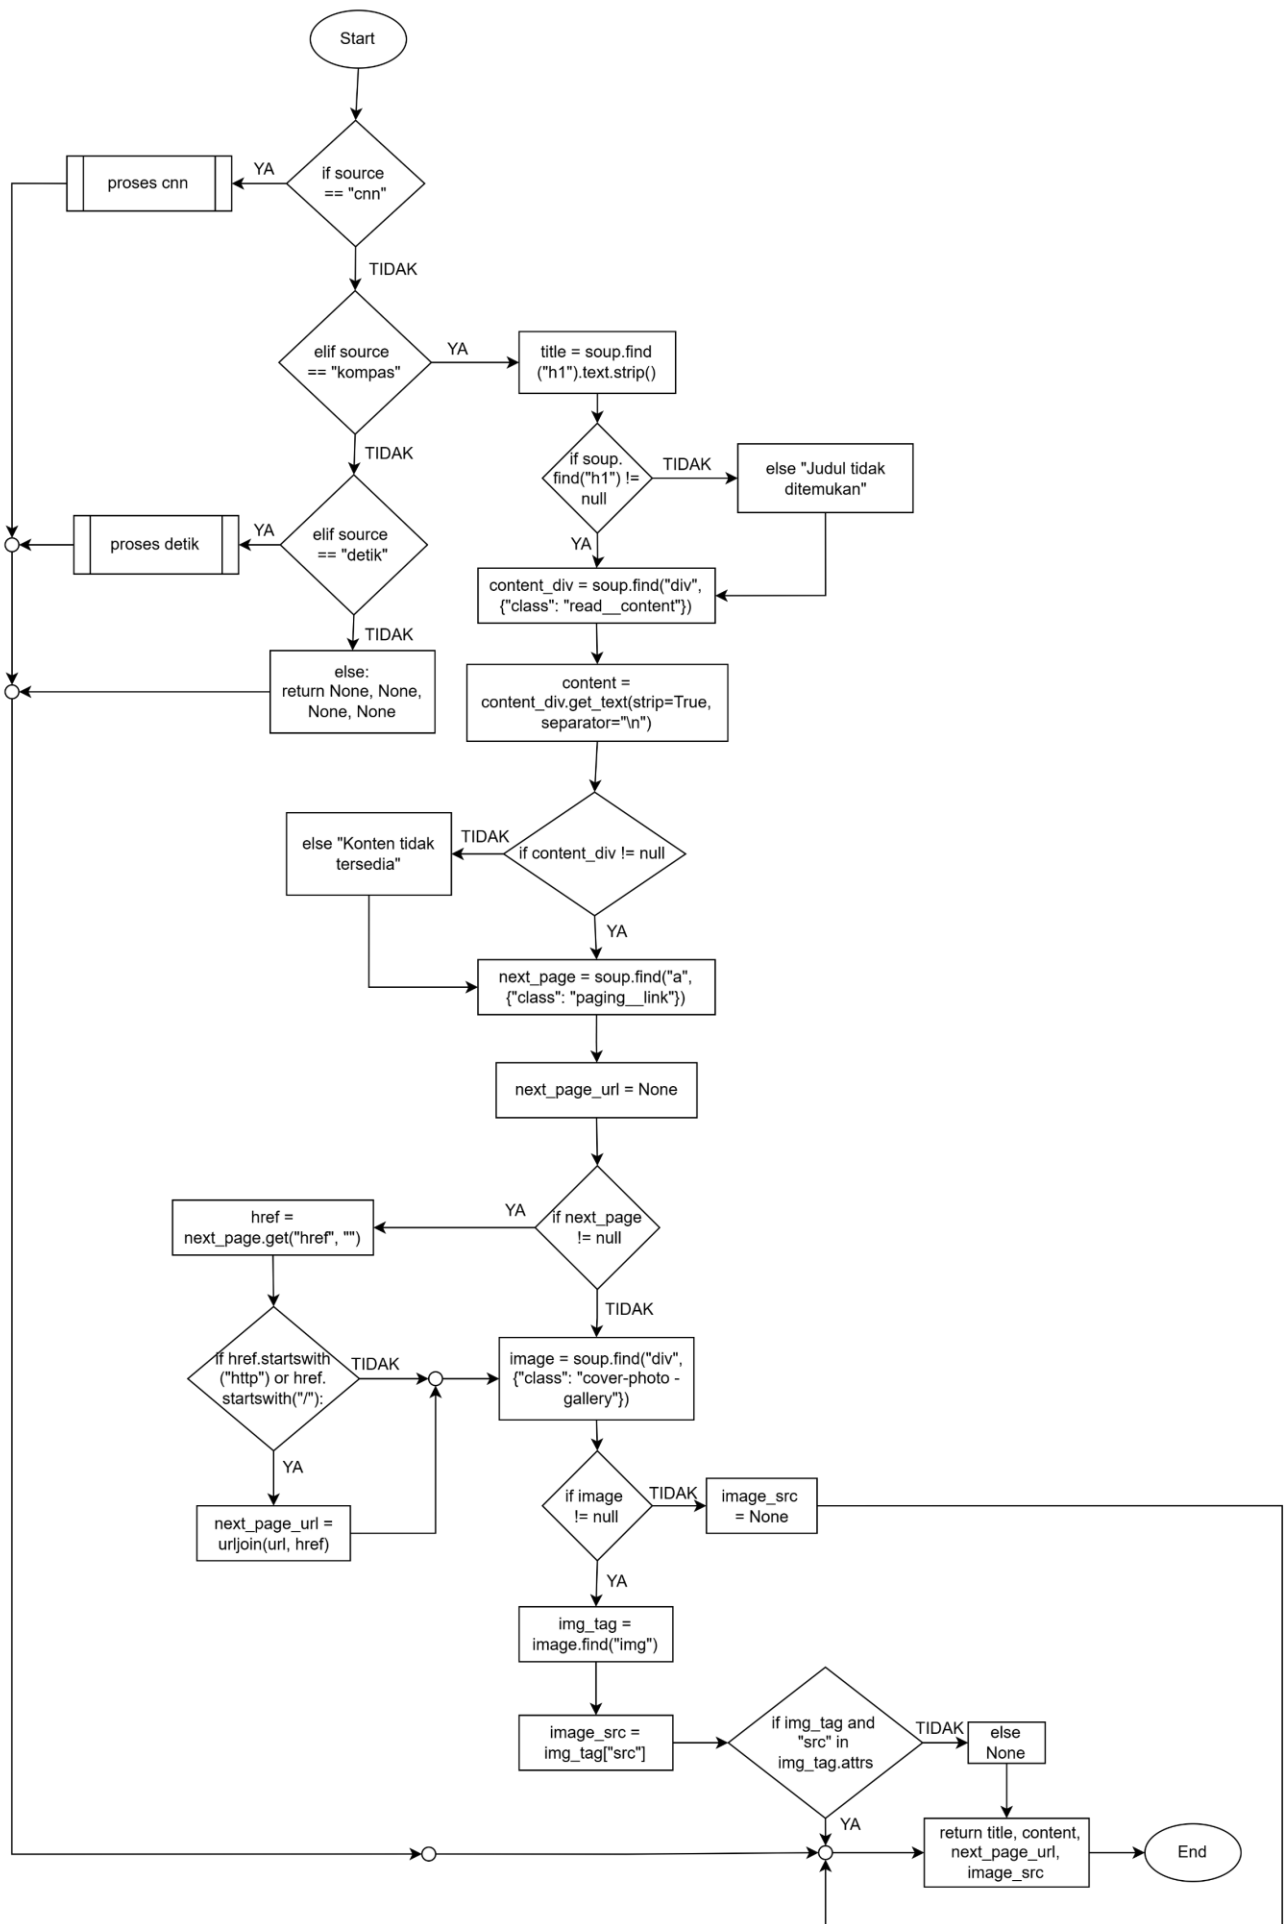 Start
if source
== "cnn"
YA
proses cnn
TIDAK
elif source
== "kompas"
YA
title = soup.find
("h1").text.strip()
TIDAK
if soup.
find("h1") !=
null
TIDAK
else "Judul tidak
ditemukan"
YA
elif source
== "detik"
YA
proses detik
content_div = soup.find("div",
{"class": "read__content"})
TIDAK
else:
return None, None,
None, None
content =
content_div.get_text(strip=True,
separator="\n")
if content_div != null
TIDAK
else "Konten tidak
tersedia"
YA
next_page = soup.find("a",
{"class": "paging__link"})
next_page_url = None
if next_page
!= null
YA
href =
next_page.get("href", "")
TIDAK
if href.startswith
("http") or href.
startswith("/"):
TIDAK
image = soup.find("div",
{"class": "cover-photo -
gallery"})
YA
next_page_url =
urljoin(url, href)
if image
!= null
TIDAK
image_src
= None
YA
img_tag =
image.find("img")
image_src =
img_tag["src"]
if img_tag and
"src" in
img_tag.attrs
TIDAK
else
None
YA
return title, content,
next_page_url,
image_src
End